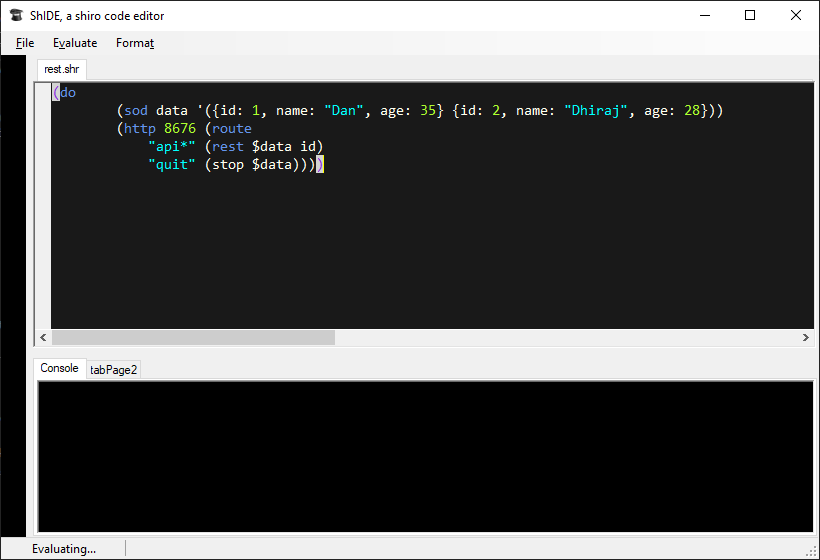 ShIDE, a shiro code editor
File Evaluate Format
rest.shr
(do
(sod data '({id: 1, name: "Dan", age: 35} {id: 2, name: "Dhiraj", age: 28}))
(http 8676 (route
"api*" (rest $data id)
"quit" (stop $data))))
Console tabPage2
Evaluating...